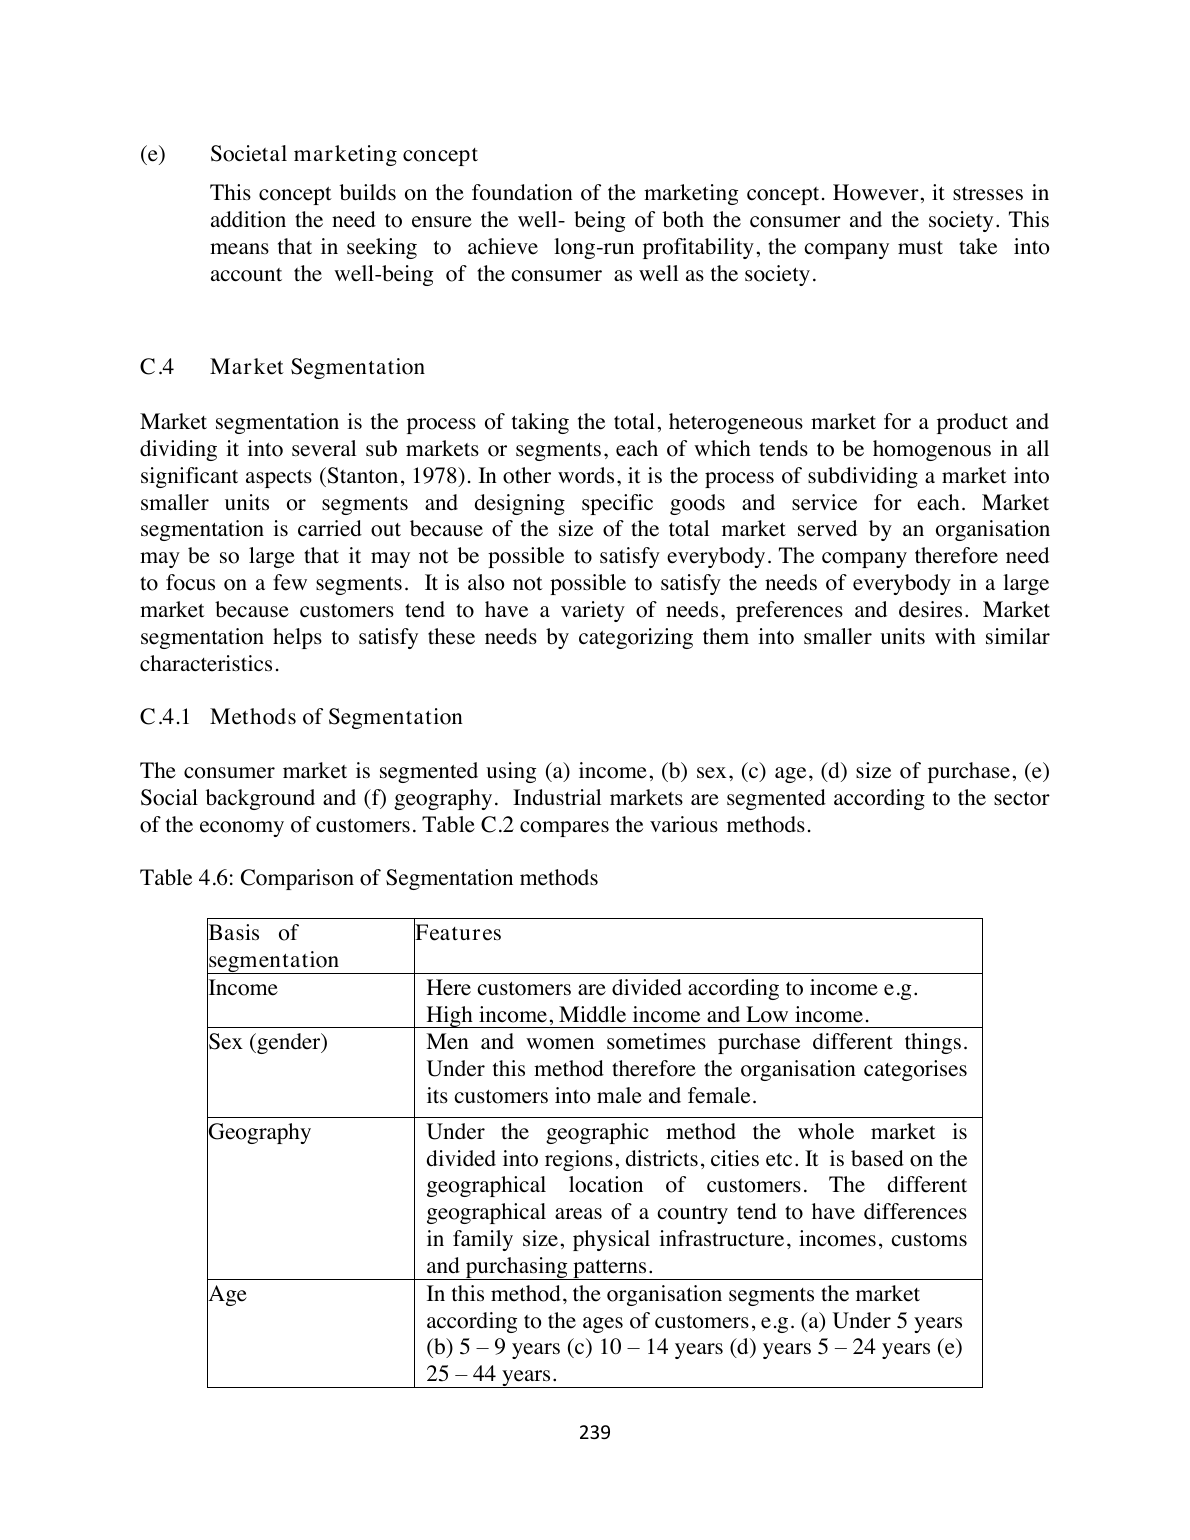 (e) Societal marketing concept
This concept builds on the foundation of the marketing concept. However, it stresses in
addition the need to ensure the well- being of both the consumer and the society. This
means that in seeking to achieve long-run profitability, the company must take into
account the well-being of the consumer as well as the society.
C.4 Market Segmentation
Market segmentation is the process of taking the total, heterogeneous market for a product and
dividing it into several sub markets or segments, each of which tends to be homogenous in all
significant aspects (Stanton, 1978). In other words, it is the process of subdividing a market into
smaller units or segments and designing specific goods and service for each. Market
segmentation is carried out because of the size of the total market served by an organisation
may be so large that it may not be possible to satisfy everybody. The company therefore need
to focus on a few segments. It is also not possible to satisfy the needs of everybody in a large
market because customers tend to have a variety of needs, preferences and desires. Market
segmentation helps to satisfy these needs by categorizing them into smaller units with similar
characteristics.
C.4.1 Methods of Segmentation
The consumer market is segmented using (a) income, (b) sex, (c) age, (d) size of purchase, (e)
Social background and (f) geography. Industrial markets are segmented according to the sector
of the economy of customers. Table C.2 compares the various methods.
Table 4.6: Comparison of Segmentation methods
Basis of
segmentation
Features
Income
Here customers are divided according to income e.g.
High income, Middle income and Low income.
Sex (gender)
Men and women sometimes purchase different things.
Under this method therefore the organisation categorises
its customers into male and female.
Geography
Under the geographic method the whole market is
divided into regions, districts, cities etc. It is based on the
geographical location of customers. The different
geographical areas of a country tend to have differences
in family size, physical infrastructure, incomes, customs
and purchasing patterns.
Age
In this method, the organisation segments the market
according to the ages of customers, e.g. (a) Under 5 years
(b) 5 – 9 years (c) 10 – 14 years (d) years 5 – 24 years (e)
25 – 44 years.
239